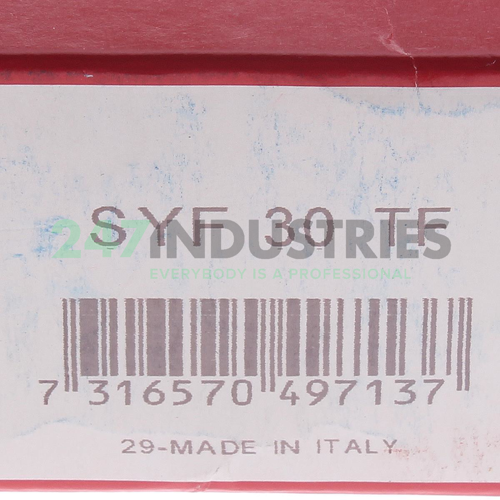 SYF 30 TF
247INDUSTRIES
EVERYBODY IS A PROFESSIONAL
7 316570 497137
29-MADE IN ITALY